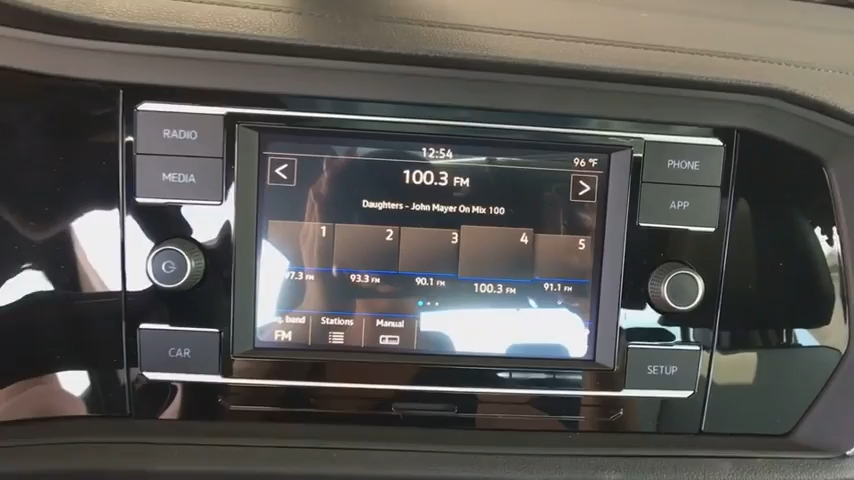 RADIO
MEDIA
CAR
12:54
96 °F
<
100.3 FM
>
Daughters - John Mayer On Mix 100
1 2 3 4 5
97.3 FM 93.3 FM 90.1 FM 100.3 FM 91.1 FM
band Stations Manual
FM
PHONE
APP
SETUP